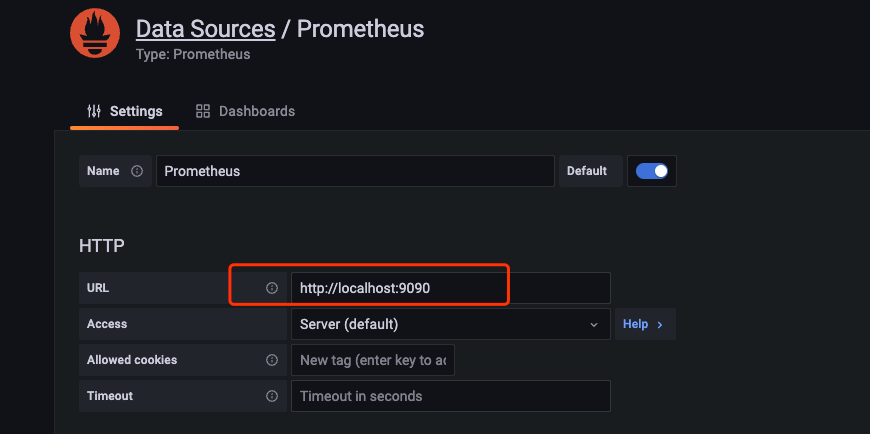 Data Sources / Prometheus
Type: Prometheus
Settings Dashboards
Name Prometheus Default
HTTP
URL http://localhost:9090
Access Server (default) Help
Allowed cookies New tag (enter key to ac
Timeout Timeout in seconds